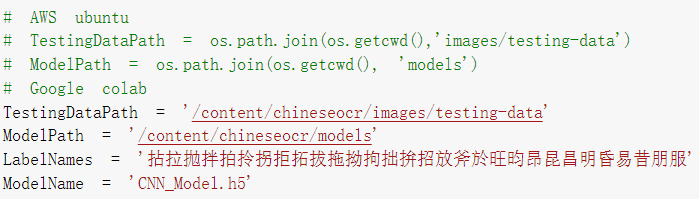 # AWS ubuntu
# TestingDataPath = os.path.join(os.getcwd(),'images/testing-data')
# ModelPath = os.path.join(os.getcwd(), 'models')
# Google colab
TestingDataPath = '/content/chineseocr/images/testing-data'
ModelPath = '/content/chineseocr/models'
LabelNames = '拈拉拋拌拍拎拐拒拓拔拖拗拘拙拚招放斧於旺昀昂昆昌明昏易昔朋服'
ModelName = 'CNN_Model.h5'